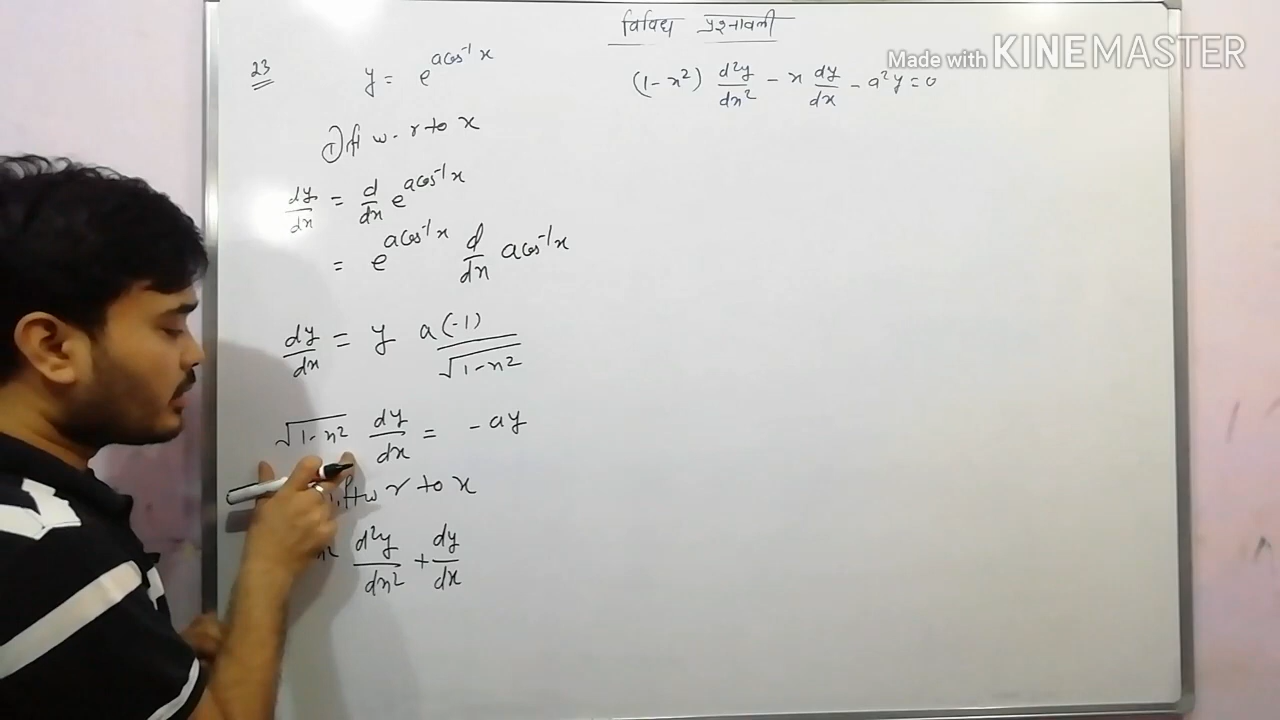 विविध प्रश्नावली
Made with KINEMASTER
23 y = e^{a cos⁻¹ x}
(1-x²) d²y/dx² - x dy/dx - a²y = 0
Diff w. r to x
dy/dx = d/dx e^{a cos⁻¹ x}
= e^{a cos⁻¹ x} d/dx a cos⁻¹ x
dy/dx = y a(-1)/√(1-x²)
√(1-x²) dy/dx = - ay
w r to x
d²y/dx² + dy/dx